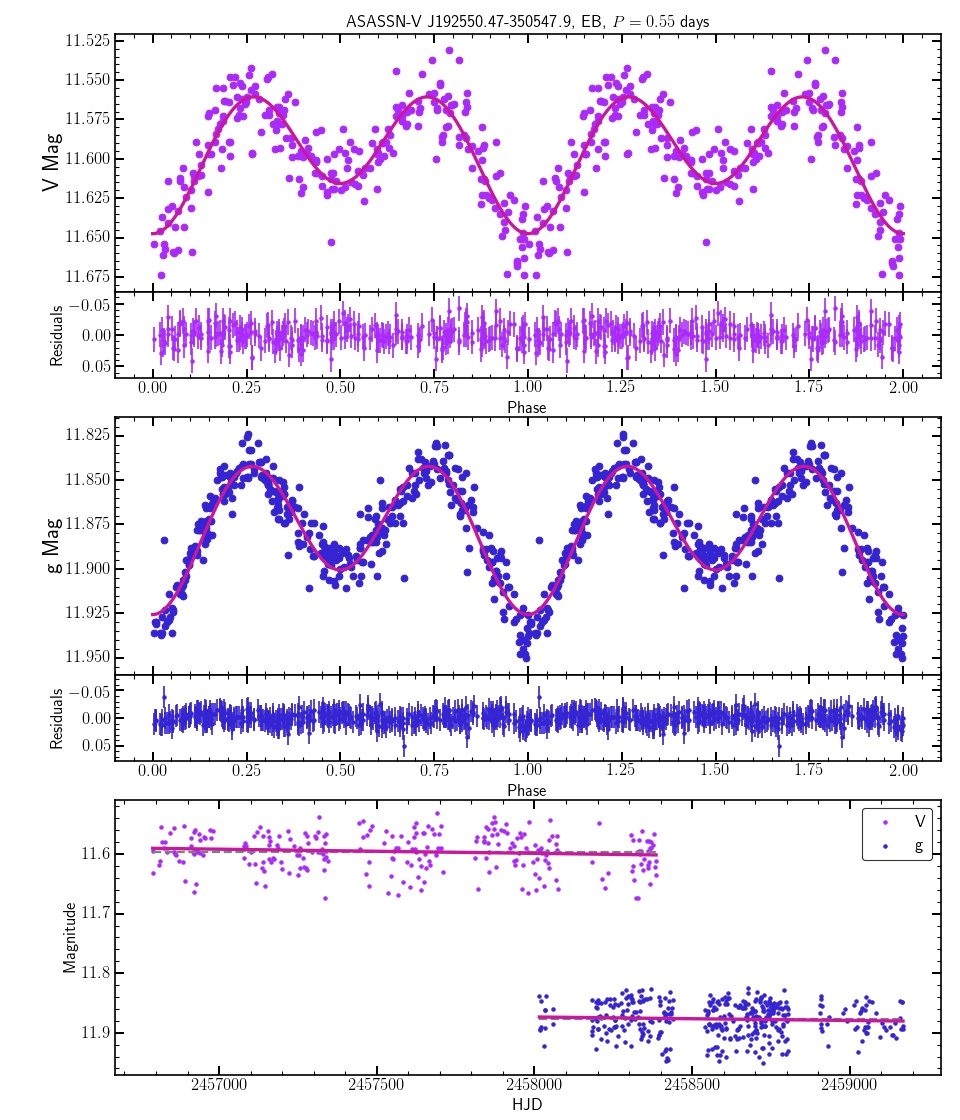 ASASSN-V J192550.47-350547.9, EB, P = 0.55 days
11.525
11.550
11.575
11.600
11.625
11.650
11.675
V Mag
−0.05
0.00
0.05
Residuals
0.00 0.25 0.50 0.75 1.00 1.25 1.50 1.75 2.00
Phase
11.825
11.850
11.875
11.900
11.925
11.950
g Mag
−0.05
0.00
0.05
Residuals
0.00 0.25 0.50 0.75 1.00 1.25 1.50 1.75 2.00
Phase
V
g
11.6
11.7
11.8
11.9
Magnitude
2457000 2457500 2458000 2458500 2459000
HJD